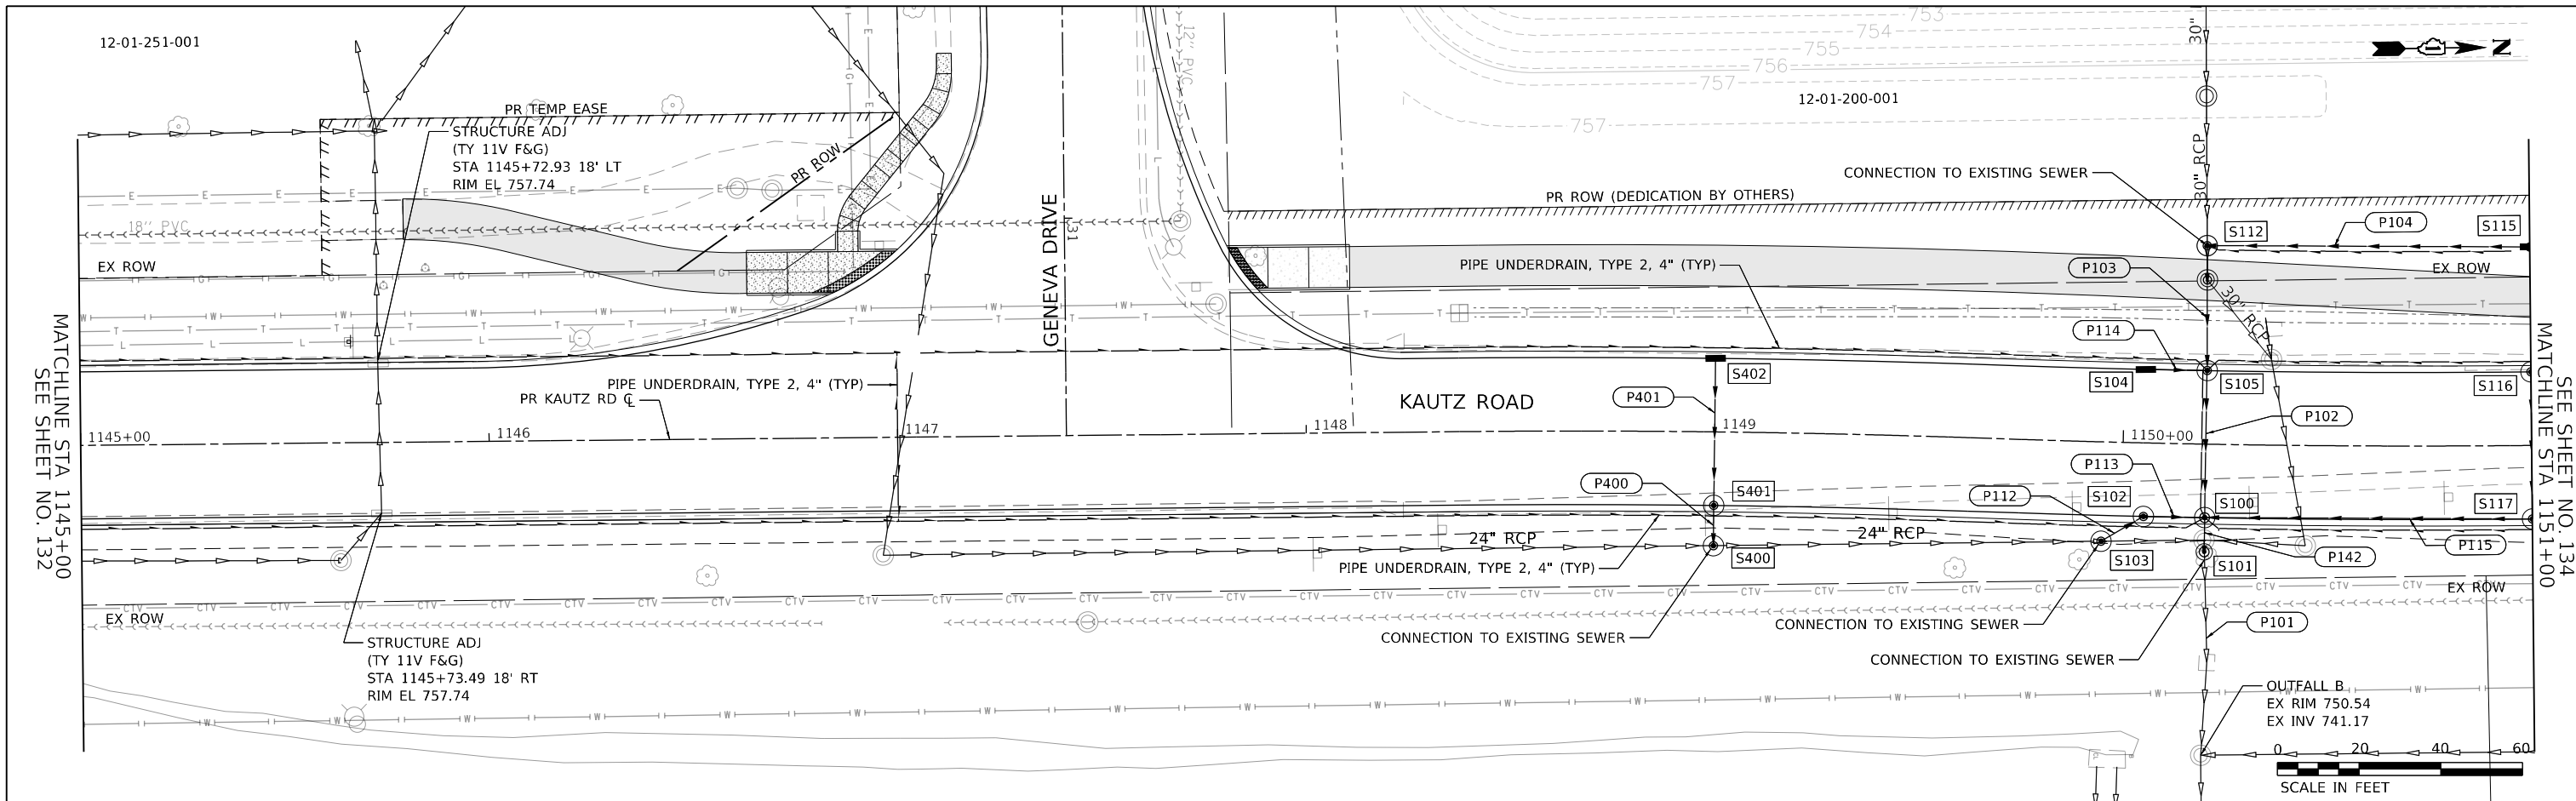 12-01-251-001
PR TEMP EASE
STRUCTURE ADJ
(TY 11V F&G)
STA 1145+72.93 18' LT
RIM EL 757.74
PR ROW
18" PVC
EX ROW
MATCHLINE STA 1145+00
SEE SHEET NO. 132
1145+00
1146
1147
1148
1149
1150+00
PIPE UNDERDRAIN, TYPE 2, 4" (TYP)
PR KAUTZ RD ℄
GENEVA DRIVE
131
12" PVC
753
754
755
756
757
757
12-01-200-001
30"
30" RCP
30" RCP
N
CONNECTION TO EXISTING SEWER
PR ROW (DEDICATION BY OTHERS)
S112
P104
S115
EX ROW
PIPE UNDERDRAIN, TYPE 2, 4" (TYP)
P103
P114
S402
S104
S105
S116
KAUTZ ROAD
P401
P102
P113
P400
S401
P112
S102
S100
S117
24" RCP
24" RCP
S400
S103
S101
P142
P115
PIPE UNDERDRAIN, TYPE 2, 4" (TYP)
EX ROW
EX ROW
CONNECTION TO EXISTING SEWER
CONNECTION TO EXISTING SEWER
CONNECTION TO EXISTING SEWER
P101
STRUCTURE ADJ
(TY 11V F&G)
STA 1145+73.49 18' RT
RIM EL 757.74
OUTFALL B
EX RIM 750.54
EX INV 741.17
0 20 40 60
SCALE IN FEET
SEE SHEET NO. 134
MATCHLINE STA 1151+00